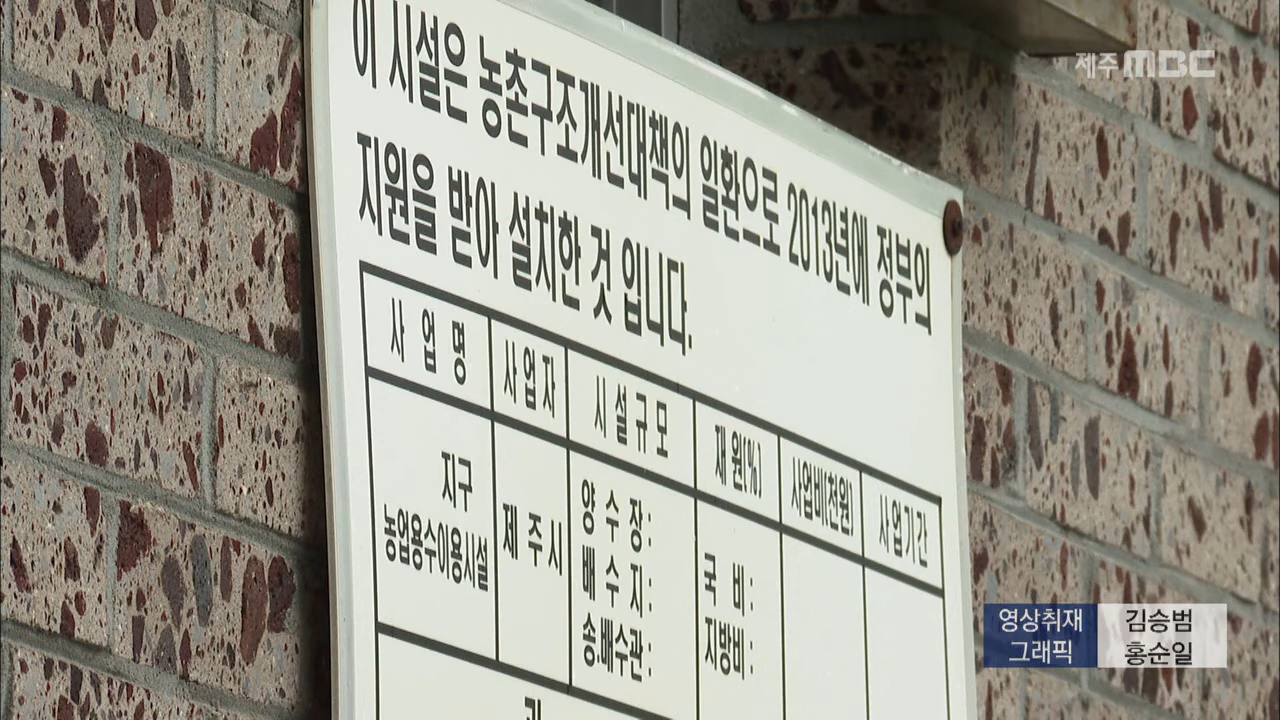 제주MBC
이 시설은 농촌구조개선대책의 일환으로 2013년에 정부의
지원을 받아 설치한 것 입니다.
사 업 명 사업자 시설규모 재 원(%) 사업비(천원) 사업기간
지구
농업용수이용시설
제 주 시
양 수 장 :
배 수 지 :
송.배수관 :
국 비 :
지방비 :
영상취재 김승범
그래픽 홍순일